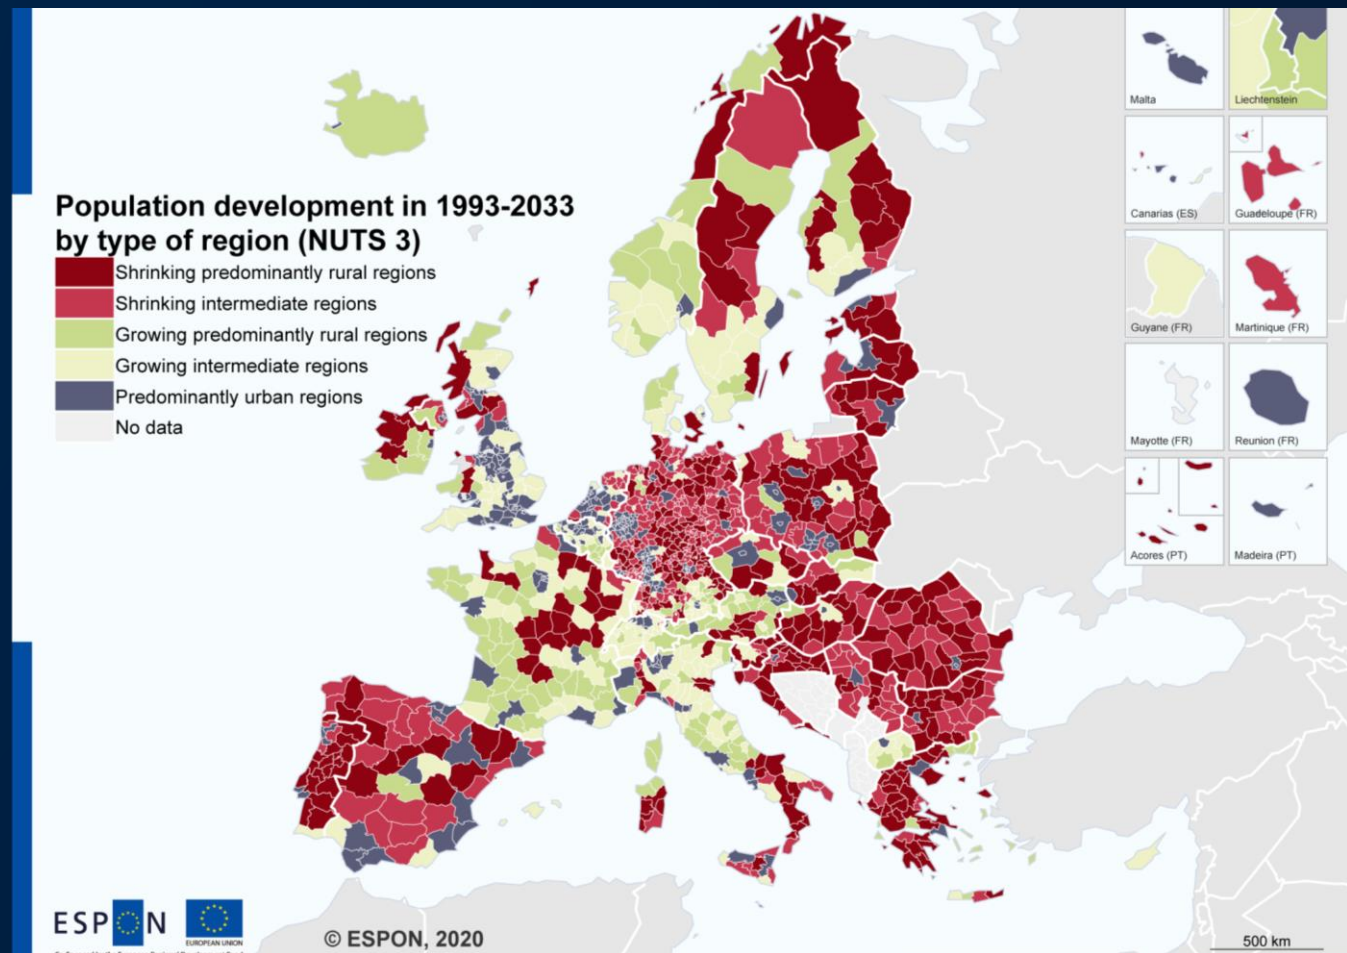 Population development in 1993-2033
by type of region (NUTS 3)
Shrinking predominantly rural regions
Shrinking intermediate regions
Growing predominantly rural regions
Growing intermediate regions
Predominantly urban regions
No data
Malta
Liechtenstein
Canarias (ES)
Guadeloupe (FR)
Guyane (FR)
Martinique (FR)
Mayotte (FR)
Reunion (FR)
Acores (PT)
Madeira (PT)
ESPON
EUROPEAN UNION
© ESPON, 2020
500 km